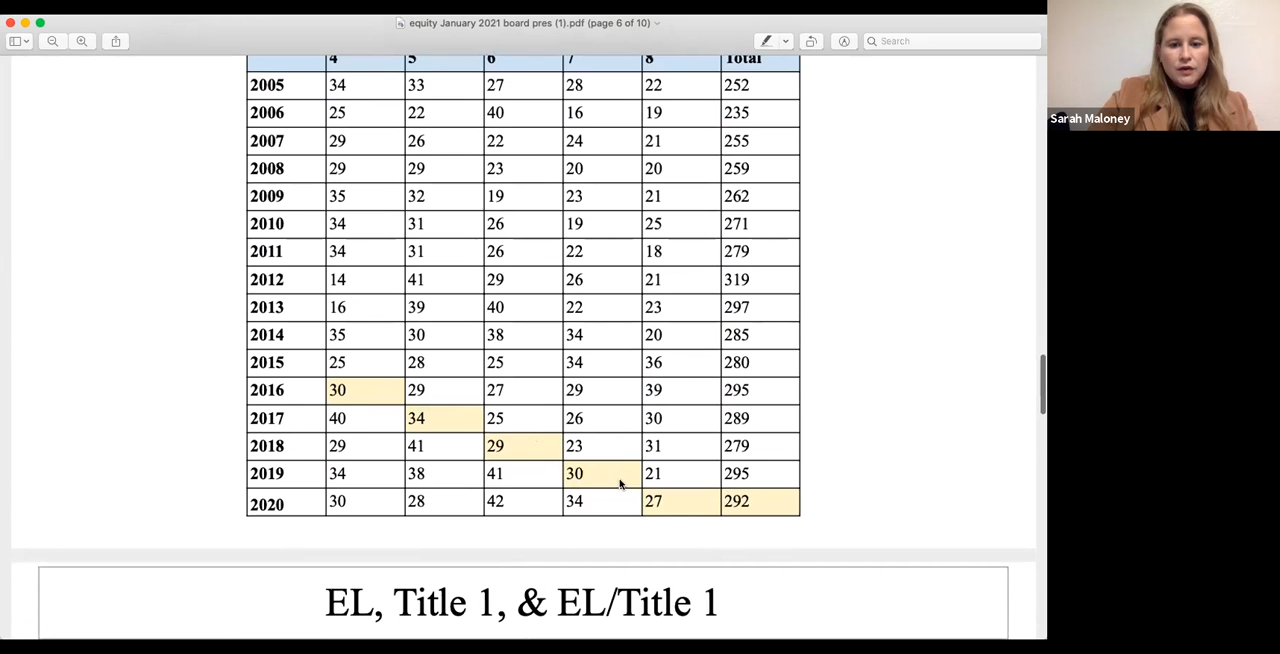 equity January 2021 board pres (1).pdf (page 6 of 10)
Search
Sarah Maloney
4 5 6 7 8 Total
2005 34 33 27 28 22 252
2006 25 22 40 16 19 235
2007 29 26 22 24 21 255
2008 29 29 23 20 20 259
2009 35 32 19 23 21 262
2010 34 31 26 19 25 271
2011 34 31 26 22 18 279
2012 14 41 29 26 21 319
2013 16 39 40 22 23 297
2014 35 30 38 34 20 285
2015 25 28 25 34 36 280
2016 30 29 27 29 39 295
2017 40 34 25 26 30 289
2018 29 41 29 23 31 279
2019 34 38 41 30 21 295
2020 30 28 42 34 27 292
EL, Title 1, & EL/Title 1